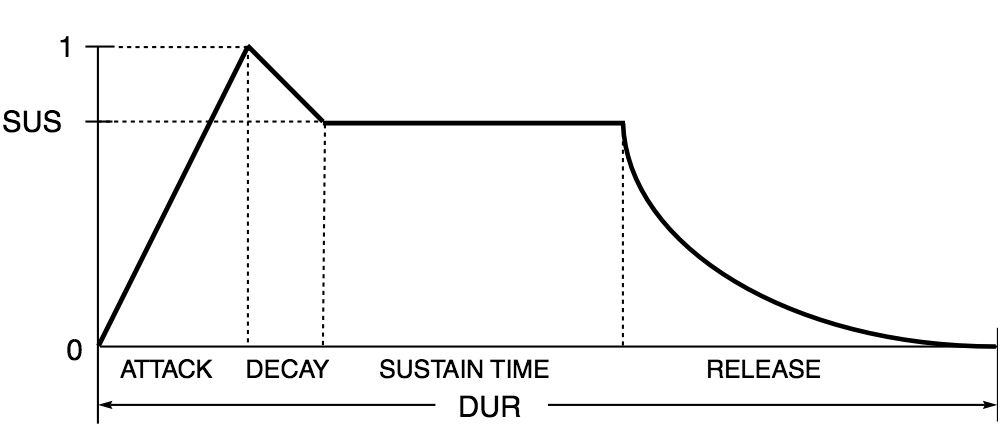 1
SUS
0
ATTACK DECAY SUSTAIN TIME RELEASE
DUR